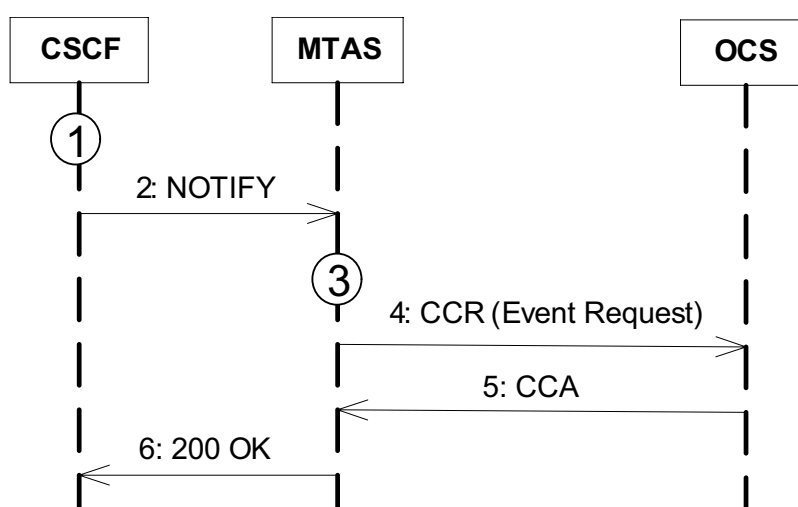 CSCF
MTAS
OCS
1
2: NOTIFY
3
4: CCR (Event Request)
5: CCA
6: 200 OK